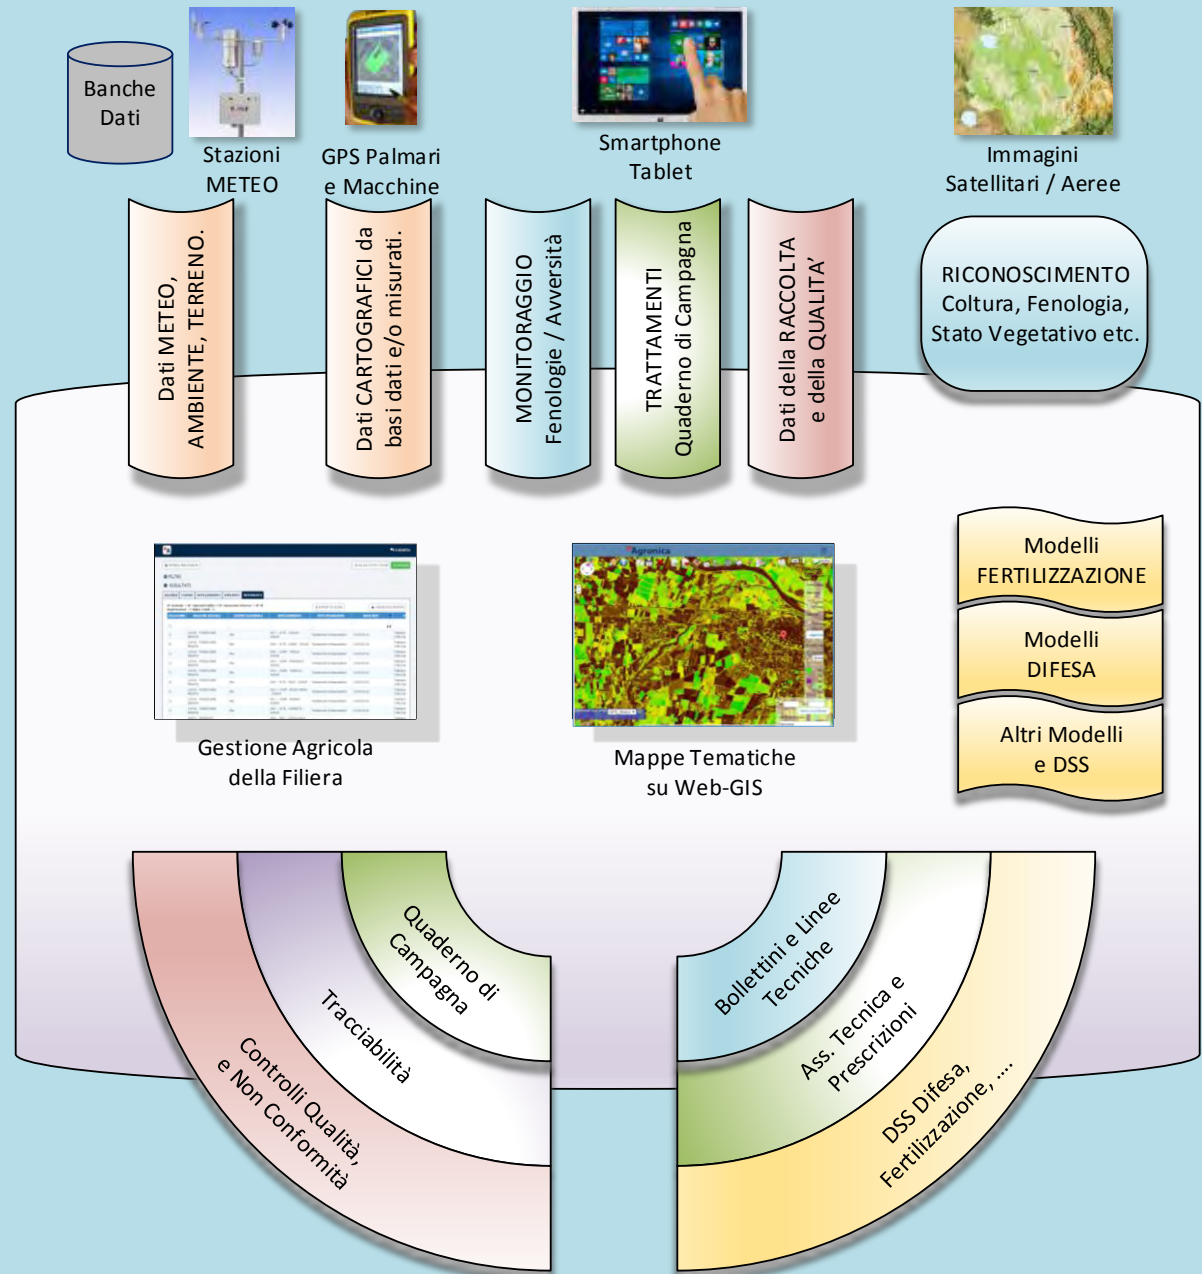 Banche
Dati
Stazioni
METEO
GPS Palmari
e Macchine
Smartphone
Tablet
Immagini
Satellitari / Aeree
Dati METEO,
AMBIENTE, TERRENO.
Dati CARTOGRAFICI da
basi dati e/o misurati.
MONITORAGGIO
Fenologie / Avversità
TRATTAMENTI
Quaderno di Campagna
Dati della RACCOLTA
e della QUALITA’
RICONOSCIMENTO
Coltura, Fenologia,
Stato Vegetativo etc.
Agronica
Gestione Agricola
della Filiera
Mappe Tematiche
su Web-GIS
Modelli
FERTILIZZAZIONE
Modelli
DIFESA
Altri Modelli
e DSS
Quaderno di
Campagna
Tracciabilità
Controlli Qualità,
e Non Conformità
Bollettini e Linee
Tecniche
Ass. Tecnica e
Prescrizioni
DSS Difesa,
Fertilizzazione, ....